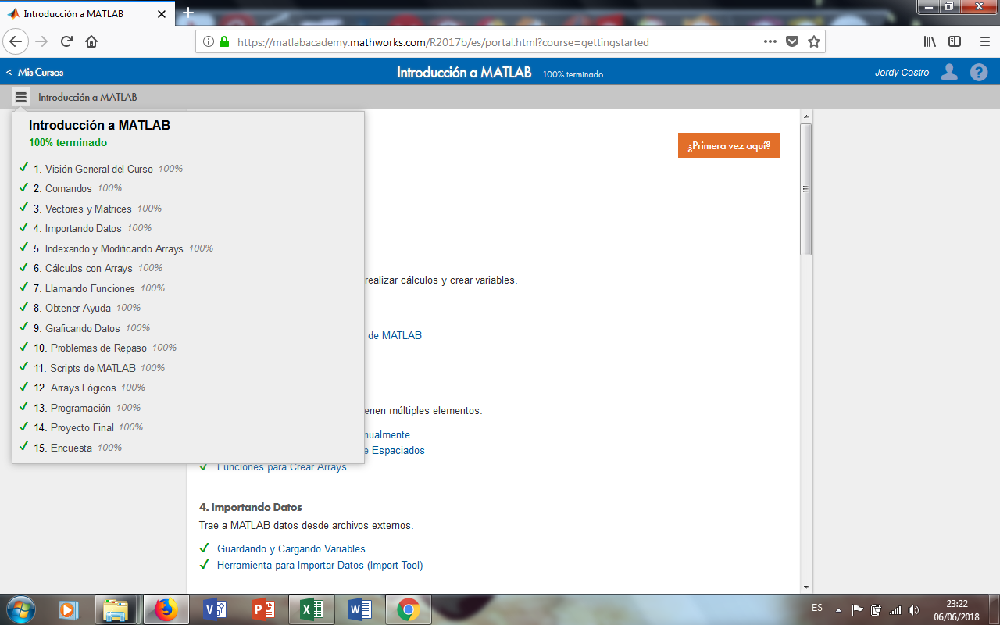 Introducción a MATLAB
https://matlabacademy.mathworks.com/R2017b/es/portal.html?course=gettingstarted
< Mis Cursos
Introducción a MATLAB 100% terminado
Jordy Castro
Introducción a MATLAB
Introducción a MATLAB
100% terminado
1. Visión General del Curso 100%
2. Comandos 100%
3. Vectores y Matrices 100%
4. Importando Datos 100%
5. Indexando y Modificando Arrays 100%
6. Cálculos con Arrays 100%
7. Llamando Funciones 100%
8. Obtener Ayuda 100%
9. Graficando Datos 100%
10. Problemas de Repaso 100%
11. Scripts de MATLAB 100%
12. Arrays Lógicos 100%
13. Programación 100%
14. Proyecto Final 100%
15. Encuesta 100%
¿Primera vez aquí?
realizar cálculos y crear variables.
de MATLAB
enen múltiples elementos.
nualmente
e Espaciados
Funciones para Crear Arrays
4. Importando Datos
Trae a MATLAB datos desde archivos externos.
Guardando y Cargando Variables
Herramienta para Importar Datos (Import Tool)
ES
23:22
06/06/2018